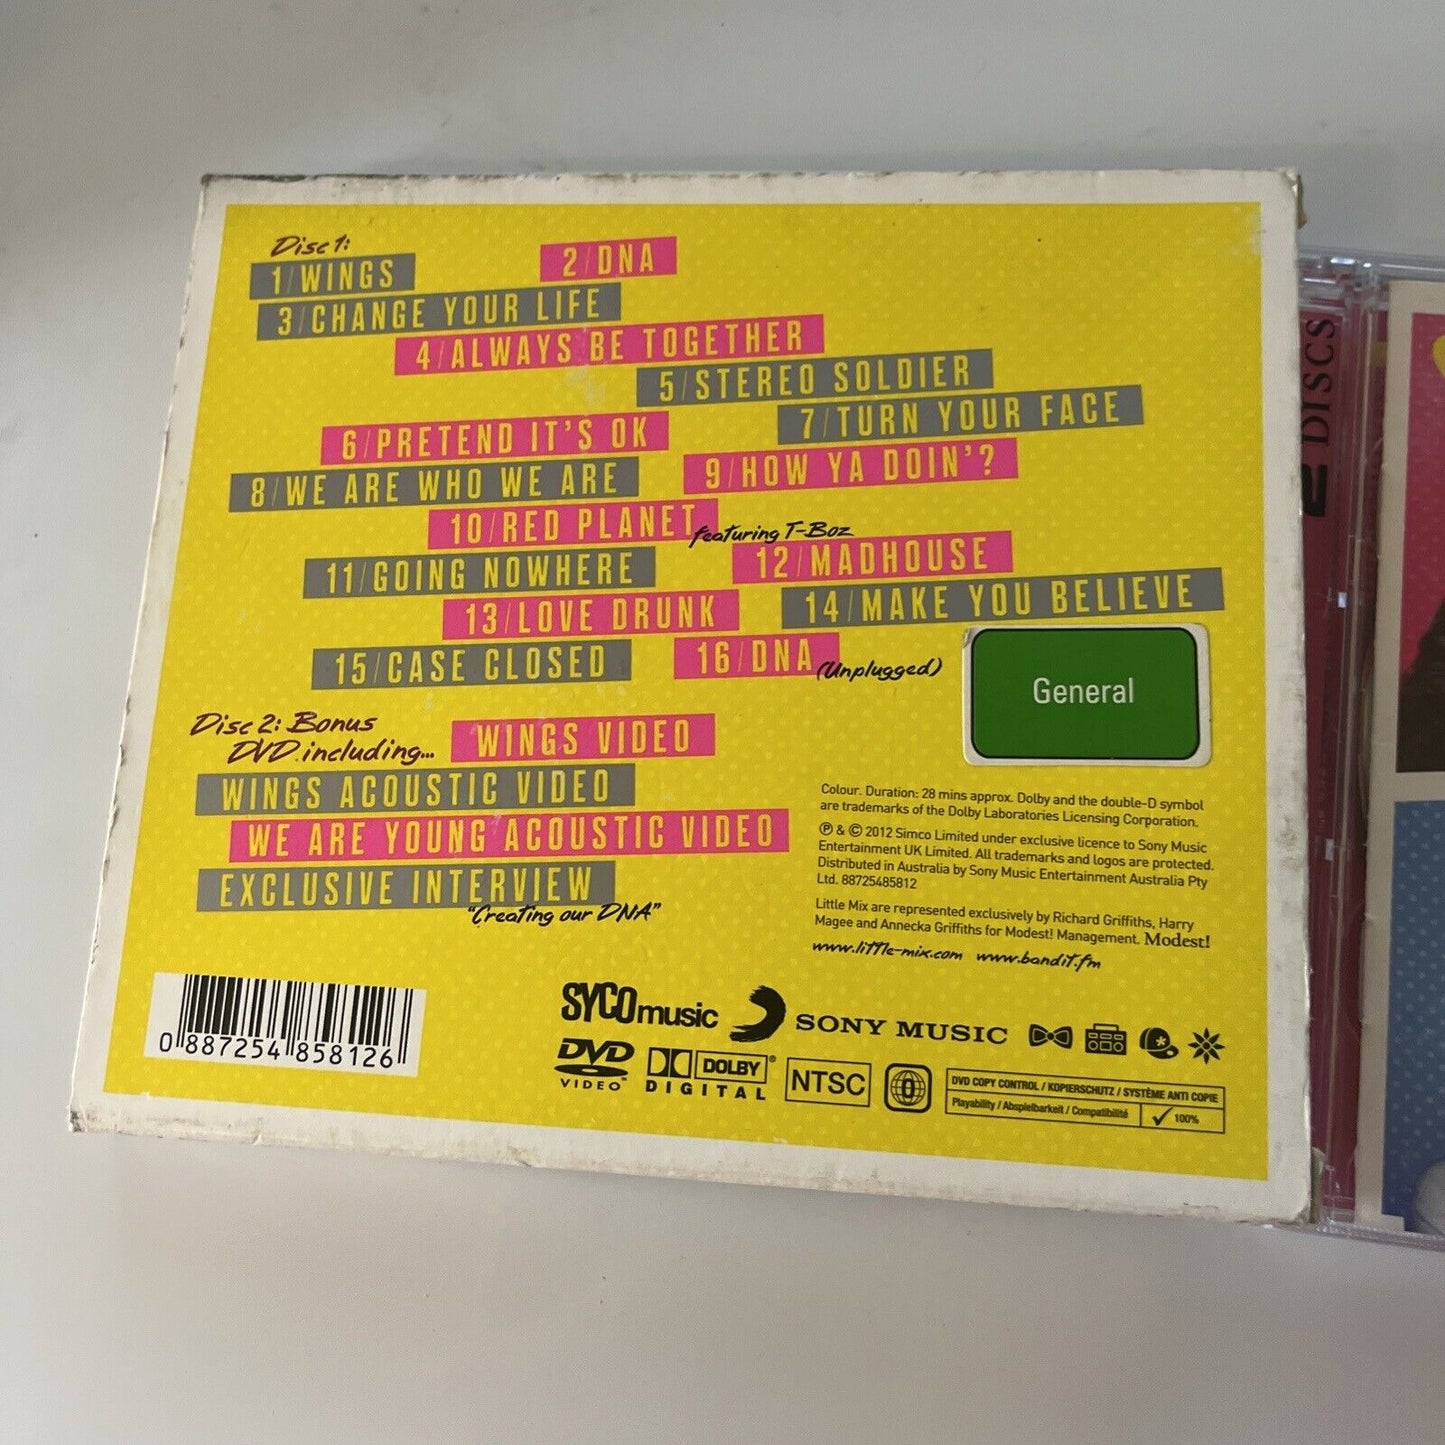 Disc 1:
1/WINGS
2/DNA
3/CHANGE YOUR LIFE
4/ALWAYS BE TOGETHER
5/STEREO SOLDIER
6/PRETEND IT'S OK
7/TURN YOUR FACE
8/WE ARE WHO WE ARE
9/HOW YA DOIN'?
10/RED PLANET featuring T-Boz
11/GOING NOWHERE
12/MADHOUSE
13/LOVE DRUNK
14/MAKE YOU BELIEVE
15/CASE CLOSED
16/DNA (Unplugged)
General
Disc 2: Bonus
DVD including...
WINGS VIDEO
WINGS ACOUSTIC VIDEO
WE ARE YOUNG ACOUSTIC VIDEO
EXCLUSIVE INTERVIEW
"Creating our DNA"
Colour. Duration: 28 mins approx. Dolby and the double-D symbol
are trademarks of the Dolby Laboratories Licensing Corporation.
℗ & © 2012 Simco Limited under exclusive licence to Sony Music
Entertainment UK Limited. All trademarks and logos are protected.
Distributed in Australia by Sony Music Entertainment Australia Pty
Ltd. 88725485812
Little Mix are represented exclusively by Richard Griffiths, Harry
Magee and Annecka Griffiths for Modest! Management. Modest!
www.little-mix.com www.bandit.fm
0 887254 858126
SYCOmusic
SONY MUSIC
DVD
VIDEO™
DOLBY®
DIGITAL
NTSC
0
DVD COPY CONTROL / KOPIERSCHUTZ / SYSTÈME ANTI COPIE
Playability / Abspielbarkeit / Compatibilité
100%
2 DISCS